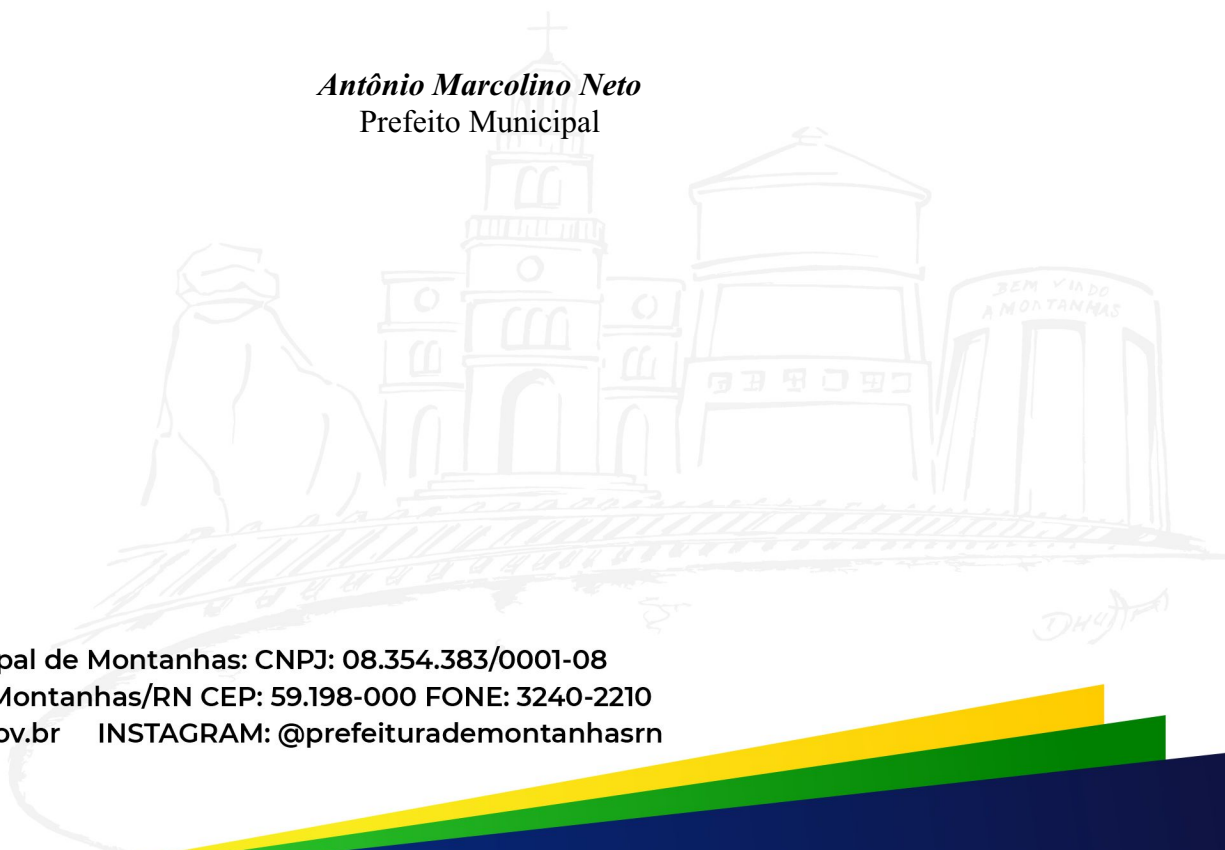 Antônio Marcolino Neto
Prefeito Municipal
BEM VINDO
A MONTANHAS
pal de Montanhas: CNPJ: 08.354.383/0001-08
Montanhas/RN CEP: 59.198-000 FONE: 3240-2210
ov.br INSTAGRAM: @prefeiturademontanhasrn